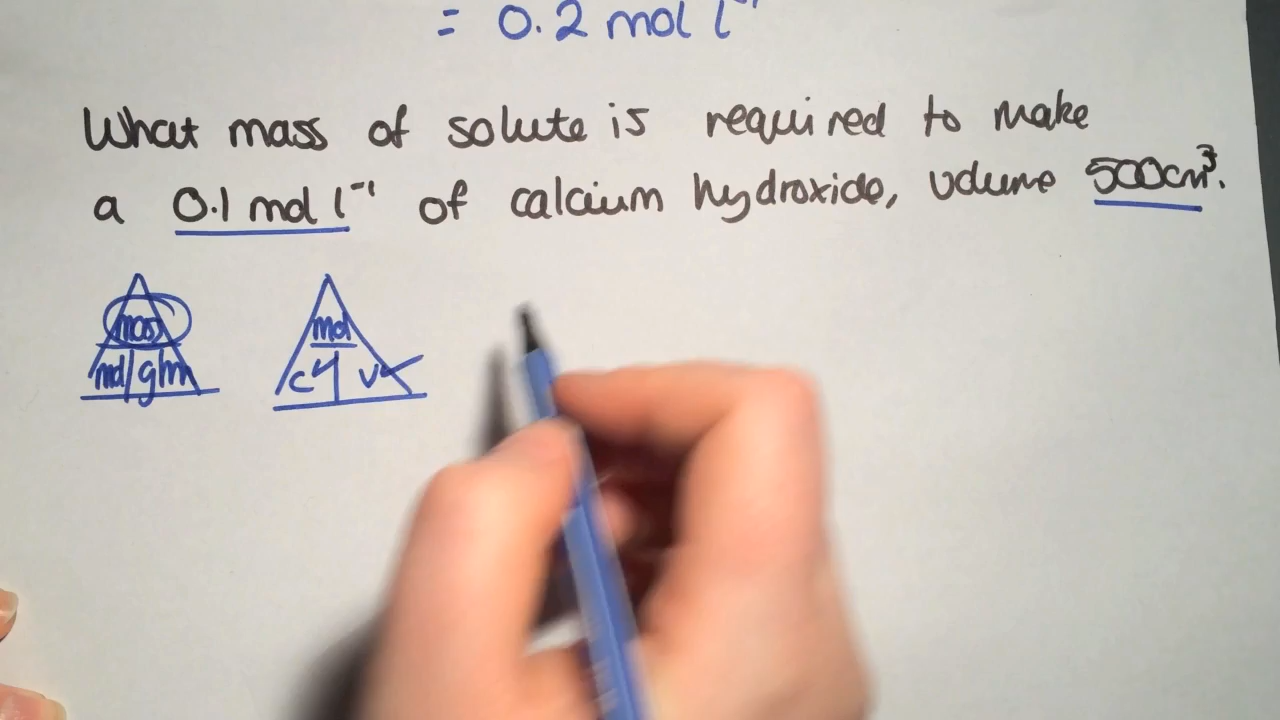 = 0.2 mol l⁻¹
What mass of solute is required to make
a 0.1 mol l⁻¹ of calcium hydroxide, volume 500cm³.
mass
mol
mol gfm
c v